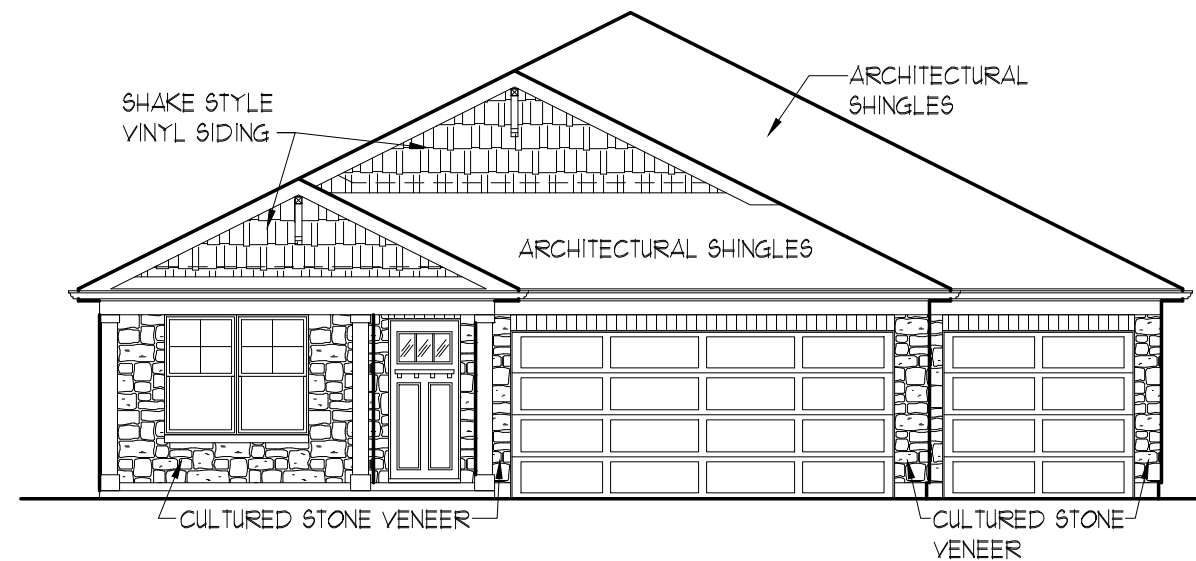 ARCHITECTURAL
SHINGLES
SHAKE STYLE
VINYL SIDING
ARCHITECTURAL SHINGLES
CULTURED STONE VENEER
CULTURED STONE
VENEER